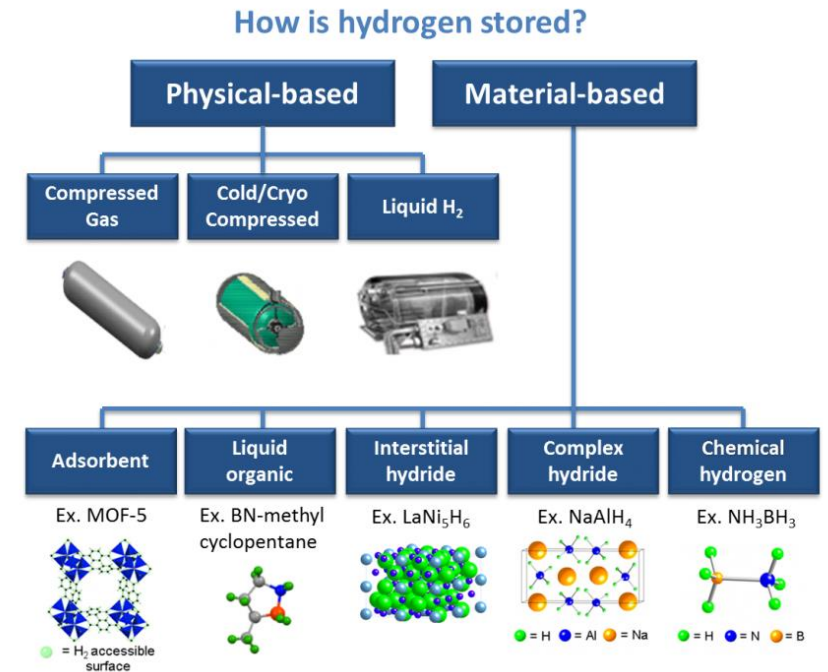 How is hydrogen stored?
Physical-based
Material-based
Compressed
Gas
Cold/Cryo
Compressed
Liquid H₂
Adsorbent
Liquid
organic
Interstitial
hydride
Complex
hydride
Chemical
hydrogen
Ex. MOF-5
Ex. BN-methyl
cyclopentane
Ex. LaNi₅H₆
Ex. NaAlH₄
Ex. NH₃BH₃
= H₂ accessible
surface
= H = Al = Na
= H = N = B